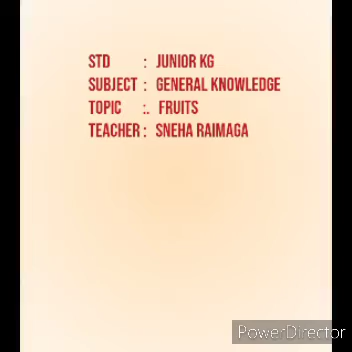 STD : JUNIOR KG
SUBJECT : GENERAL KNOWLEDGE
TOPIC :. FRUITS
TEACHER : SNEHA RAIMAGA
PowerDirector